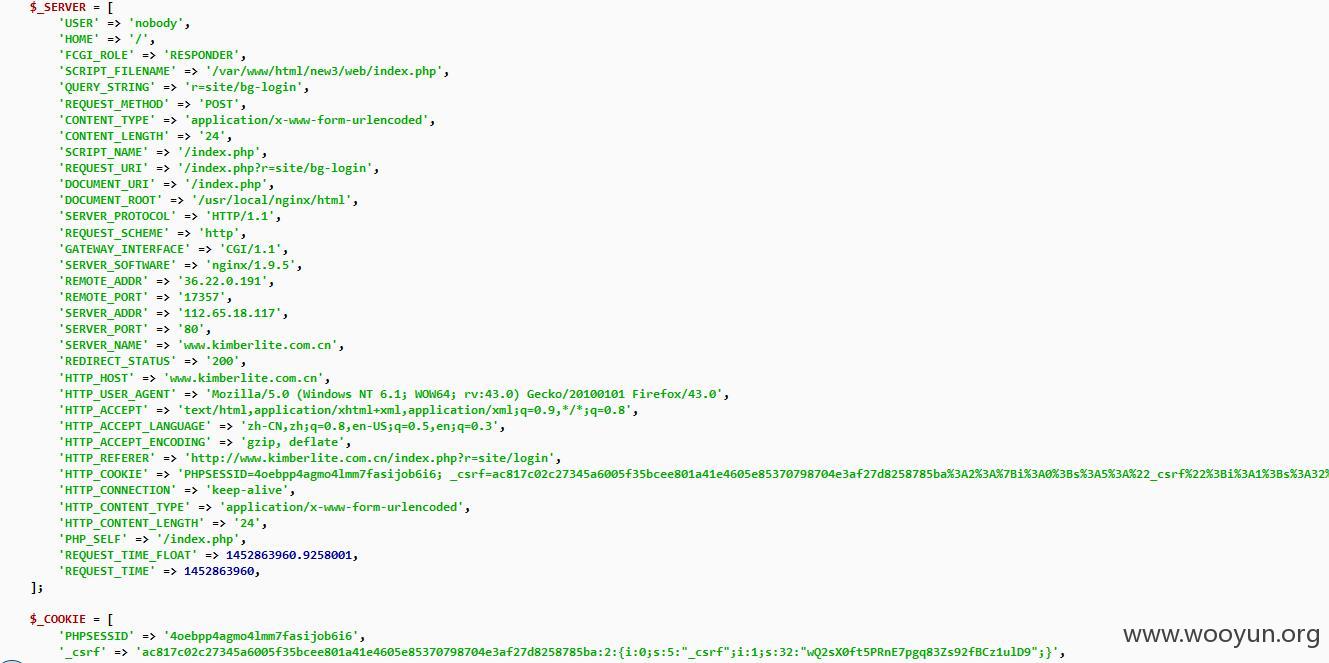 $_SERVER = [
'USER' => 'nobody',
'HOME' => '/',
'FCGI_ROLE' => 'RESPONDER',
'SCRIPT_FILENAME' => '/var/www/html/new3/web/index.php',
'QUERY_STRING' => 'r=site/bg-login',
'REQUEST_METHOD' => 'POST',
'CONTENT_TYPE' => 'application/x-www-form-urlencoded',
'CONTENT_LENGTH' => '24',
'SCRIPT_NAME' => '/index.php',
'REQUEST_URI' => '/index.php?r=site/bg-login',
'DOCUMENT_URI' => '/index.php',
'DOCUMENT_ROOT' => '/usr/local/nginx/html',
'SERVER_PROTOCOL' => 'HTTP/1.1',
'REQUEST_SCHEME' => 'http',
'GATEWAY_INTERFACE' => 'CGI/1.1',
'SERVER_SOFTWARE' => 'nginx/1.9.5',
'REMOTE_ADDR' => '36.22.0.191',
'REMOTE_PORT' => '17357',
'SERVER_ADDR' => '112.65.18.117',
'SERVER_PORT' => '80',
'SERVER_NAME' => 'www.kimberlite.com.cn',
'REDIRECT_STATUS' => '200',
'HTTP_HOST' => 'www.kimberlite.com.cn',
'HTTP_USER_AGENT' => 'Mozilla/5.0 (Windows NT 6.1; WOW64; rv:43.0) Gecko/20100101 Firefox/43.0',
'HTTP_ACCEPT' => 'text/html,application/xhtml+xml,application/xml;q=0.9,*/*;q=0.8',
'HTTP_ACCEPT_LANGUAGE' => 'zh-CN,zh;q=0.8,en-US;q=0.5,en;q=0.3',
'HTTP_ACCEPT_ENCODING' => 'gzip, deflate',
'HTTP_REFERER' => 'http://www.kimberlite.com.cn/index.php?r=site/login',
'HTTP_COOKIE' => 'PHPSESSID=4oebpp4agmo4lmm7fasijob6i6; _csrf=ac817c02c27345a6005f35bcee801a41e4605e85370798704e3af27d8258785ba%3A2%3A%7Bi%3A0%3Bs%3A5%3A%22_csrf%22%3Bi%3A1%3Bs%3A32%
'HTTP_CONNECTION' => 'keep-alive',
'HTTP_CONTENT_TYPE' => 'application/x-www-form-urlencoded',
'HTTP_CONTENT_LENGTH' => '24',
'PHP_SELF' => '/index.php',
'REQUEST_TIME_FLOAT' => 1452863960.9258001,
'REQUEST_TIME' => 1452863960,
];
$_COOKIE = [
'PHPSESSID' => '4oebpp4agmo4lmm7fasijob6i6',
'_csrf' => 'ac817c02c27345a6005f35bcee801a41e4605e85370798704e3af27d8258785ba:2:{i:0;s:5:"_csrf";i:1;s:32:"wQ2sX0ft5PRnE7pgq83Zs92fBCz1ulD9";}',
www.wooyun.org